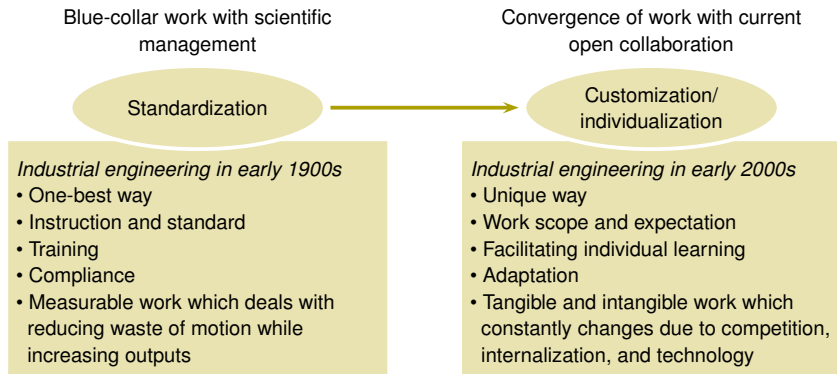 Blue-collar work with scientific
management
Standardization
Industrial engineering in early 1900s
• One-best way
• Instruction and standard
• Training
• Compliance
• Measurable work which deals with
reducing waste of motion while
increasing outputs
Convergence of work with current
open collaboration
Customization/
individualization
Industrial engineering in early 2000s
• Unique way
• Work scope and expectation
• Facilitating individual learning
• Adaptation
• Tangible and intangible work which
constantly changes due to competition,
internalization, and technology